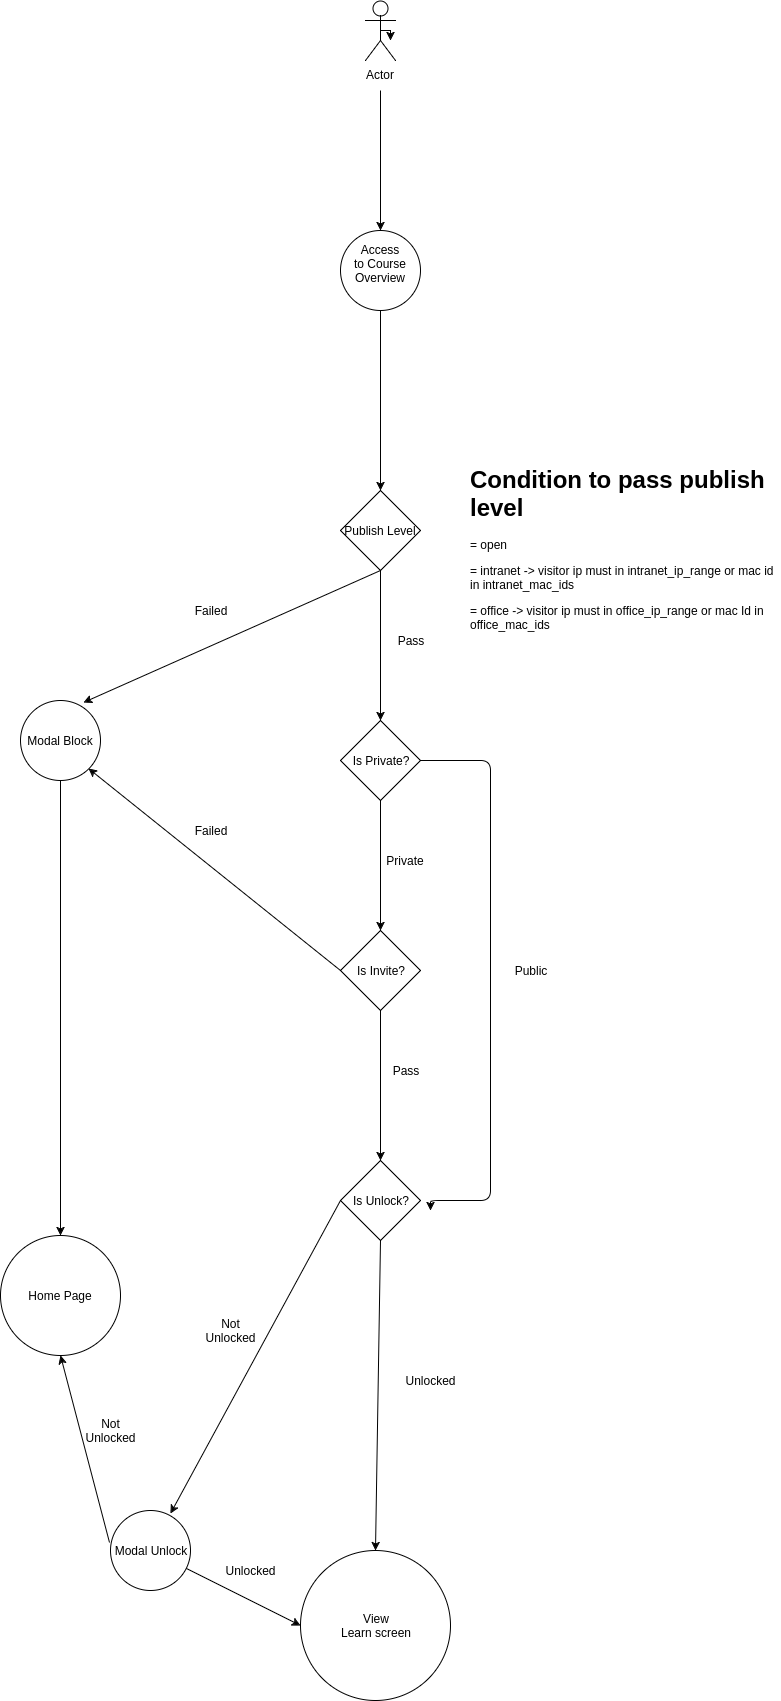 Actor
Access
to Course
Overview
Condition to pass publish
level
= open
= intranet -> visitor ip must in intranet_ip_range or mac id
in intranet_mac_ids
= office -> visitor ip must in office_ip_range or mac Id in
office_mac_ids
Publish Level
Failed
Pass
Modal Block
Is Private?
Failed
Private
Is Invite?
Public
Pass
Is Unlock?
Home Page
Not
Unlocked
Unlocked
Not
Unlocked
Modal Unlock
Unlocked
View
Learn screen